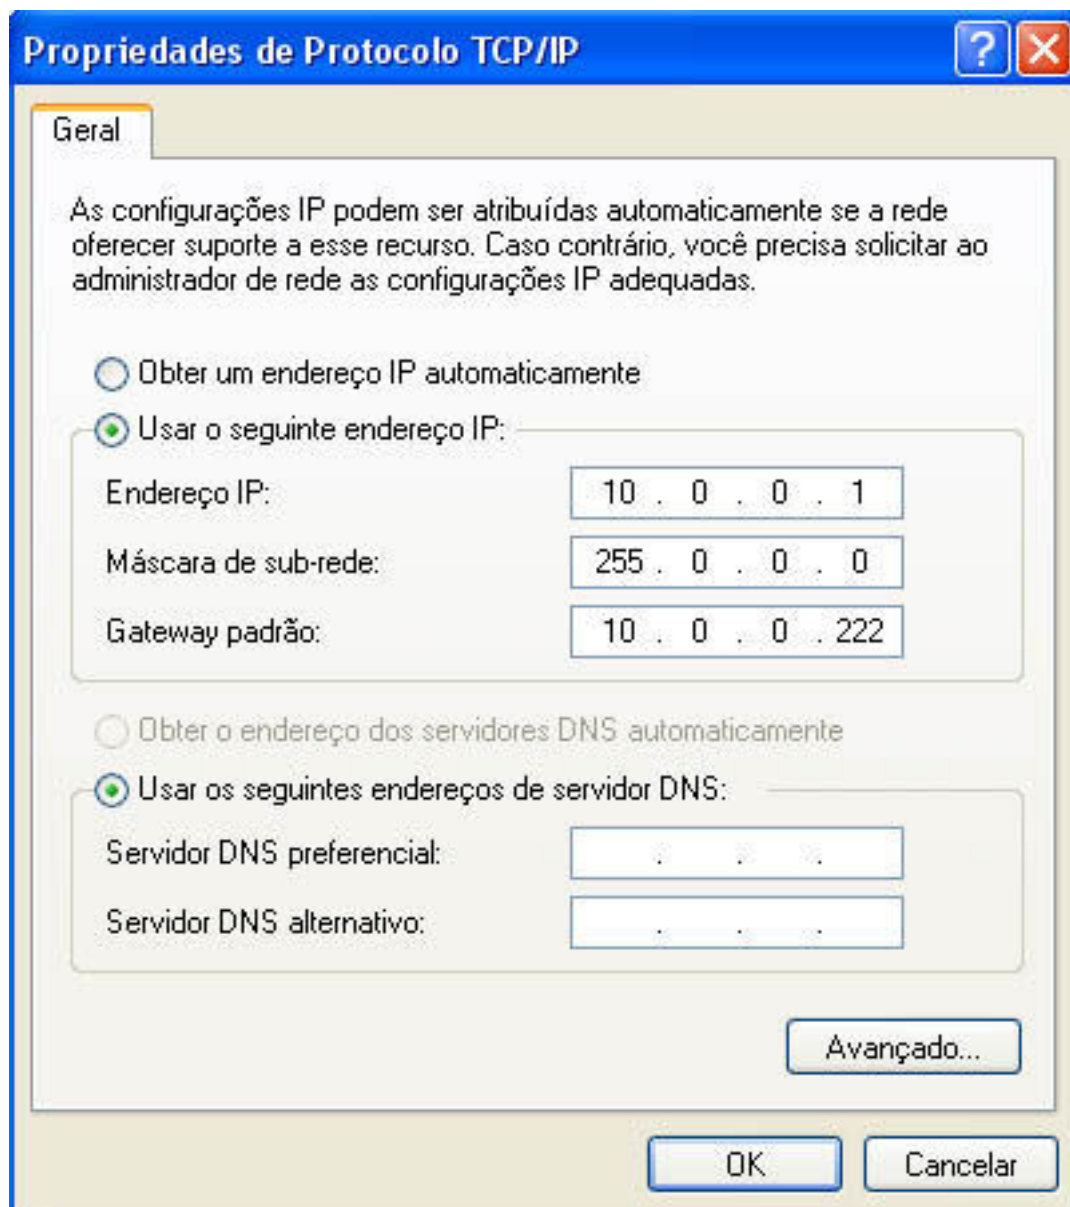 Propriedades de Protocolo TCP/IP
Geral
As configurações IP podem ser atribuídas automaticamente se a rede
oferecer suporte a esse recurso. Caso contrário, você precisa solicitar ao
administrador de rede as configurações IP adequadas.
Obter um endereço IP automaticamente
Usar o seguinte endereço IP:
Endereço IP: 10 . 0 . 0 . 1
Máscara de sub-rede: 255 . 0 . 0 . 0
Gateway padrão: 10 . 0 . 0 . 222
Obter o endereço dos servidores DNS automaticamente
Usar os seguintes endereços de servidor DNS:
Servidor DNS preferencial: . . .
Servidor DNS alternativo: . . .
Avançado...
OK Cancelar